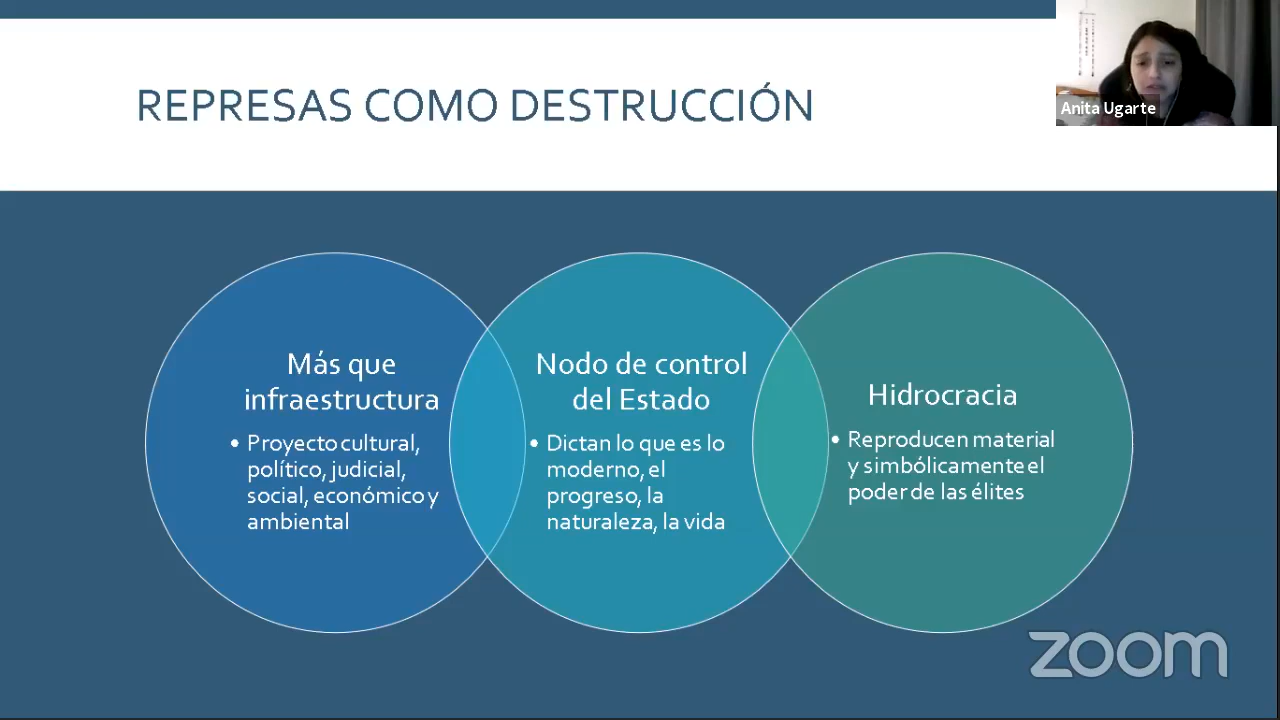 REPRESAS COMO DESTRUCCIÓN
Anita Ugarte
Más que
infraestructura
• Proyecto cultural,
político, judicial,
social, económico y
ambiental
Nodo de control
del Estado
• Dictan lo que es lo
moderno, el
progreso, la
naturaleza, la vida
Hidrocracia
• Reproducen material
y simbólicamente el
poder de las élites
zoom